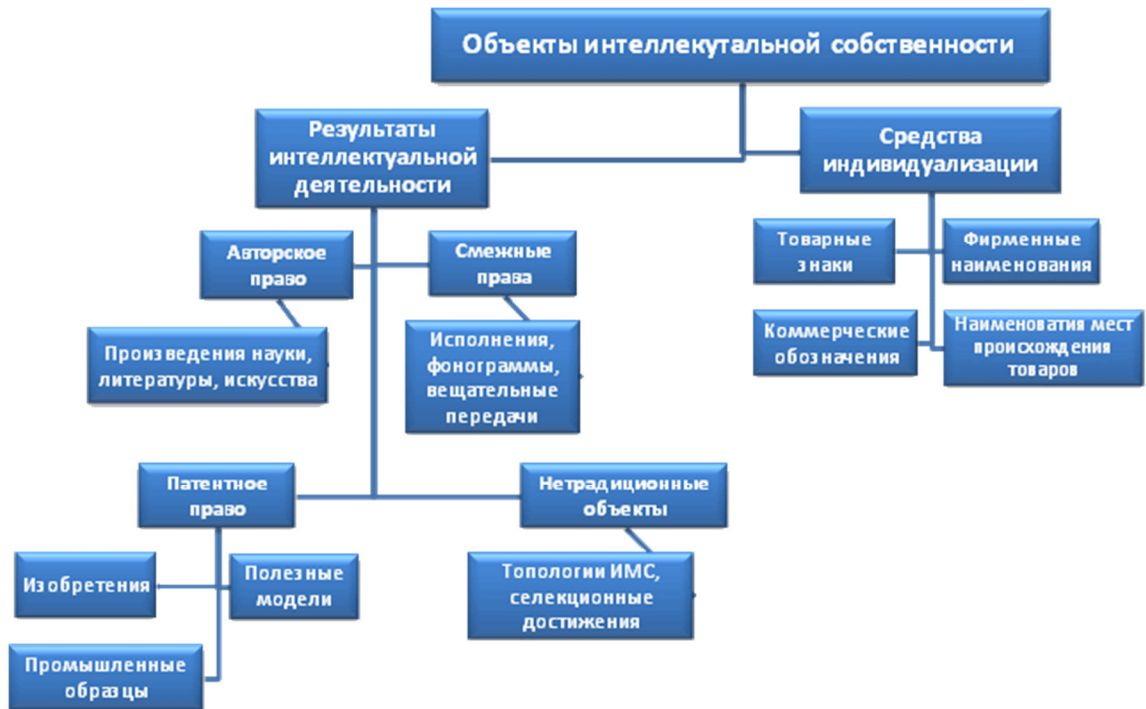 Объекты интеллекутальной собственности
Результаты
интеллектуальной
деятельности
Средства
индивидуализации
Авторское
право
Смежные
права
Товарные
знаки
Фирменные
наименования
Произведения науки,
литературы, искусства
Исполнения,
фонограммы,
вещательные
передачи
Коммерческие
обозначения
Наименоватия мест
происхождения
товаров
Патентное
право
Нетрадиционные
объекты
Изобретения
Полезные
модели
Топологии ИМС,
селекционные
достижения
Промышленные
образцы